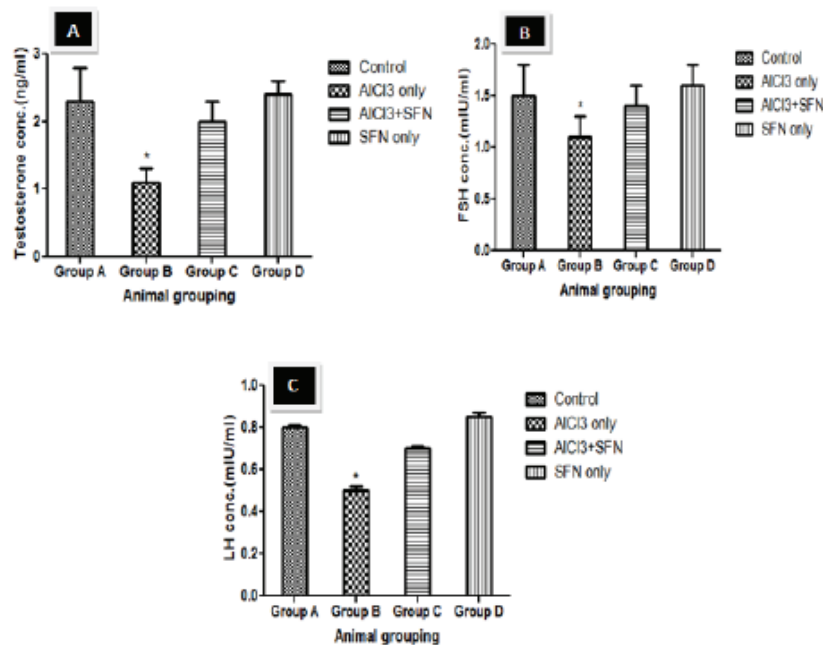 A
Testosterone conc.(ng/ml)
3
2
1
0
*
Group A Group B Group C Group D
Animal grouping
Control
AlCl3 only
AlCl3+SFN
SFN only
B
FSH conc.(mIU/ml)
2.0
1.5
1.0
0.5
0.0
*
Group A Group B Group C Group D
Animal grouping
Control
AlCl3 only
AlCl3+SFN
SFN only
C
LH conc.(mIU/ml)
1.0
0.8
0.6
0.4
0.2
0.0
*
Group A Group B Group C Group D
Animal grouping
Control
AlCl3 only
AlCl3+SFN
SFN only